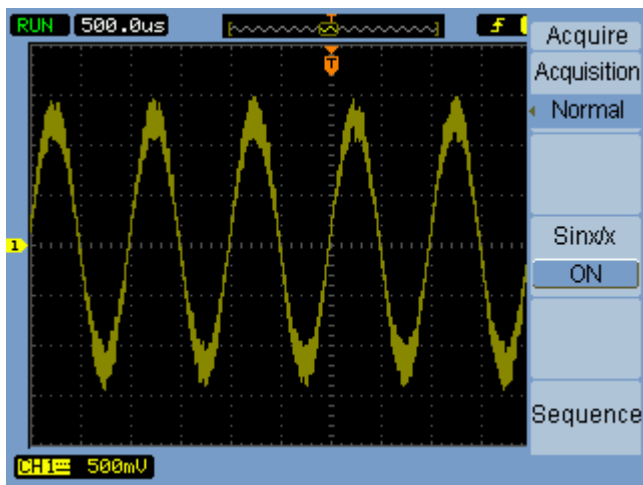 RUN 500.0us
T
Acquire
Acquisition
Normal
1
Sinx/x
ON
Sequence
CH1 500mV